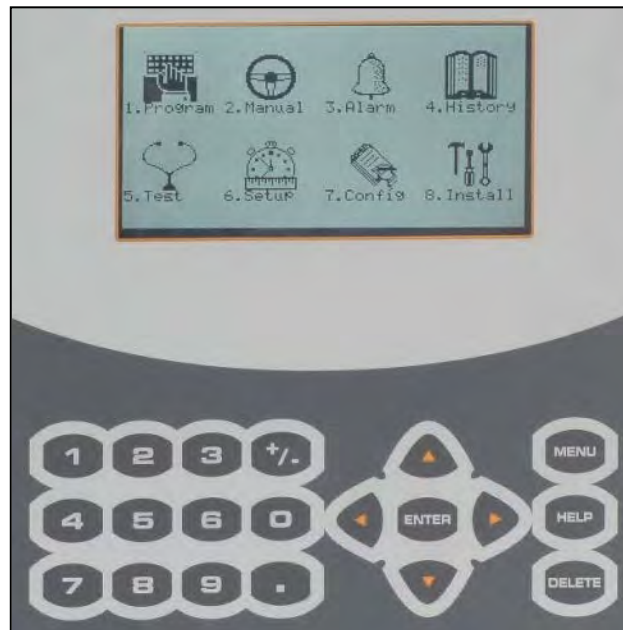 1.Program 2.Manual 3.Alarm 4.History
5.Test 6.Setup 7.Config 8.Install
1 2 3 +/- MENU
4 5 6 0 ENTER HELP
7 8 9 . DELETE